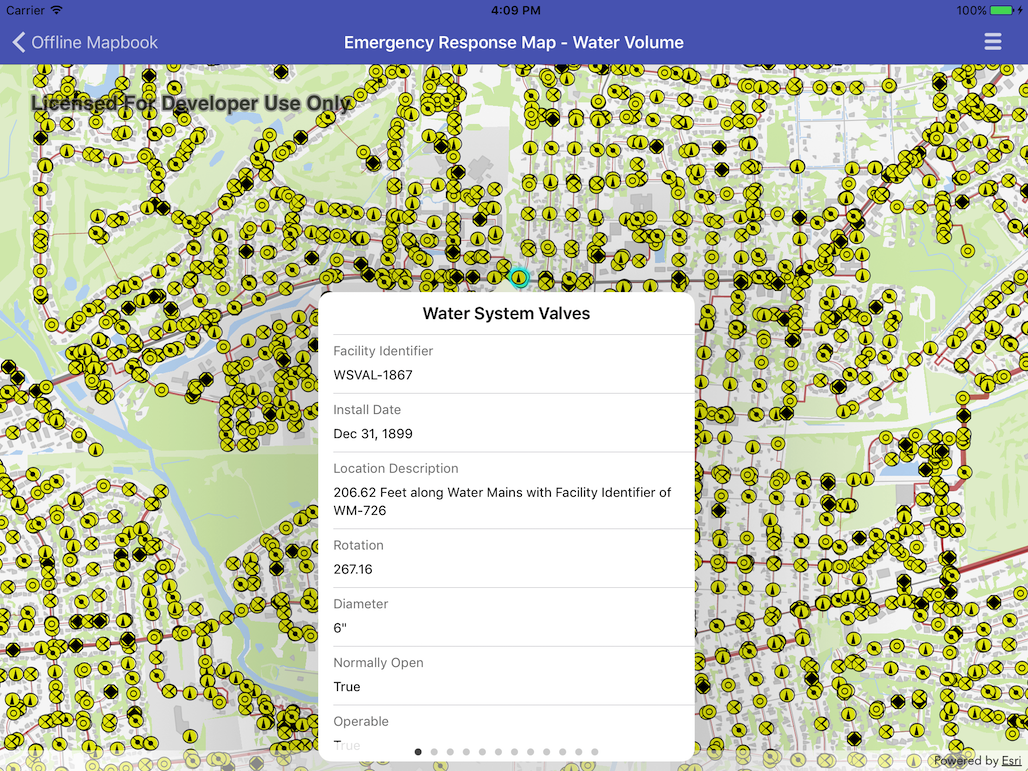 Carrier 4:09 PM 100%
Offline Mapbook Emergency Response Map - Water Volume
Licensed For Developer Use Only
Water System Valves
Facility Identifier
WSVAL-1867
Install Date
Dec 31, 1899
Location Description
206.62 Feet along Water Mains with Facility Identifier of
WM-726
Rotation
267.16
Diameter
6"
Normally Open
True
Operable
True
Powered by Esri